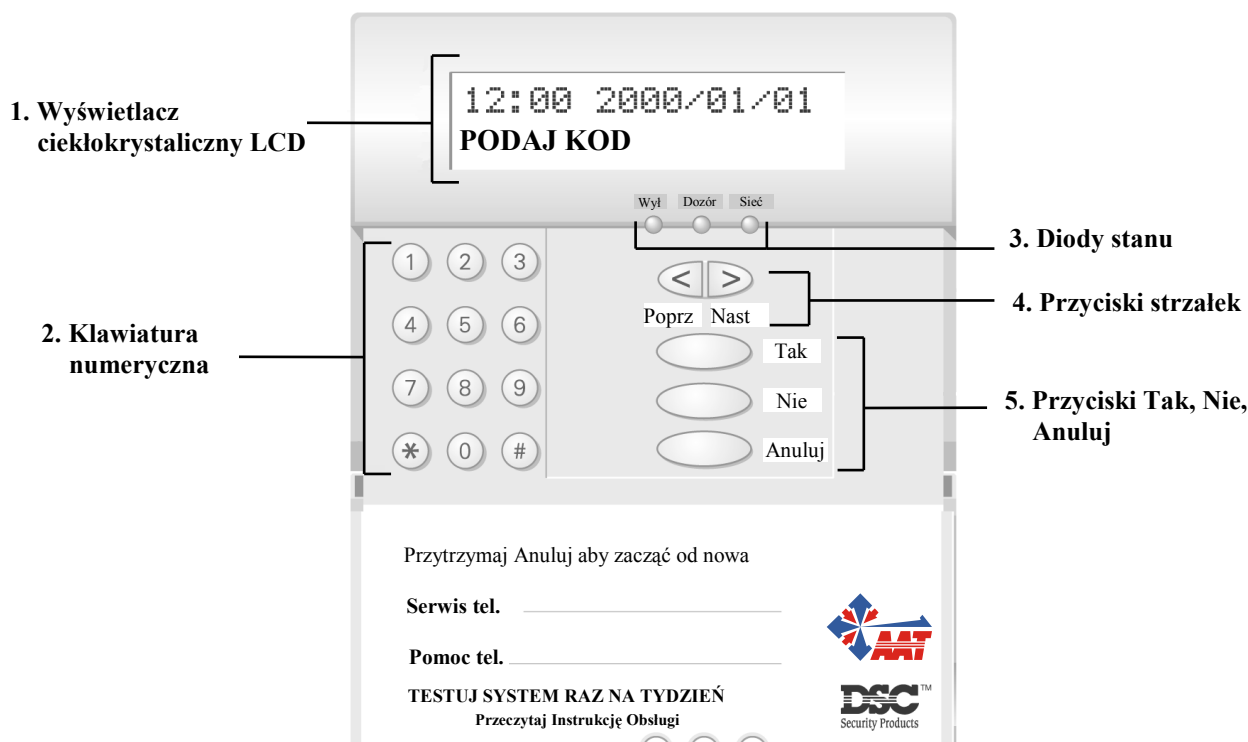 12:00 2000/01/01
PODAJ KOD
1. Wyświetlacz
ciekłokrystaliczny LCD
Wył Dozór Sieć
3. Diody stanu
1 2 3
< >
Poprz Nast
4. Przyciski strzałek
4 5 6
2. Klawiatura
numeryczna
Tak
7 8 9
Nie
5. Przyciski Tak, Nie,
Anuluj
* 0 #
Anuluj
Przytrzymaj Anuluj aby zacząć od nowa
Serwis tel.
Pomoc tel.
AAT
TESTUJ SYSTEM RAZ NA TYDZIEŃ
Przeczytaj Instrukcję Obsługi
DSC™
Security Products